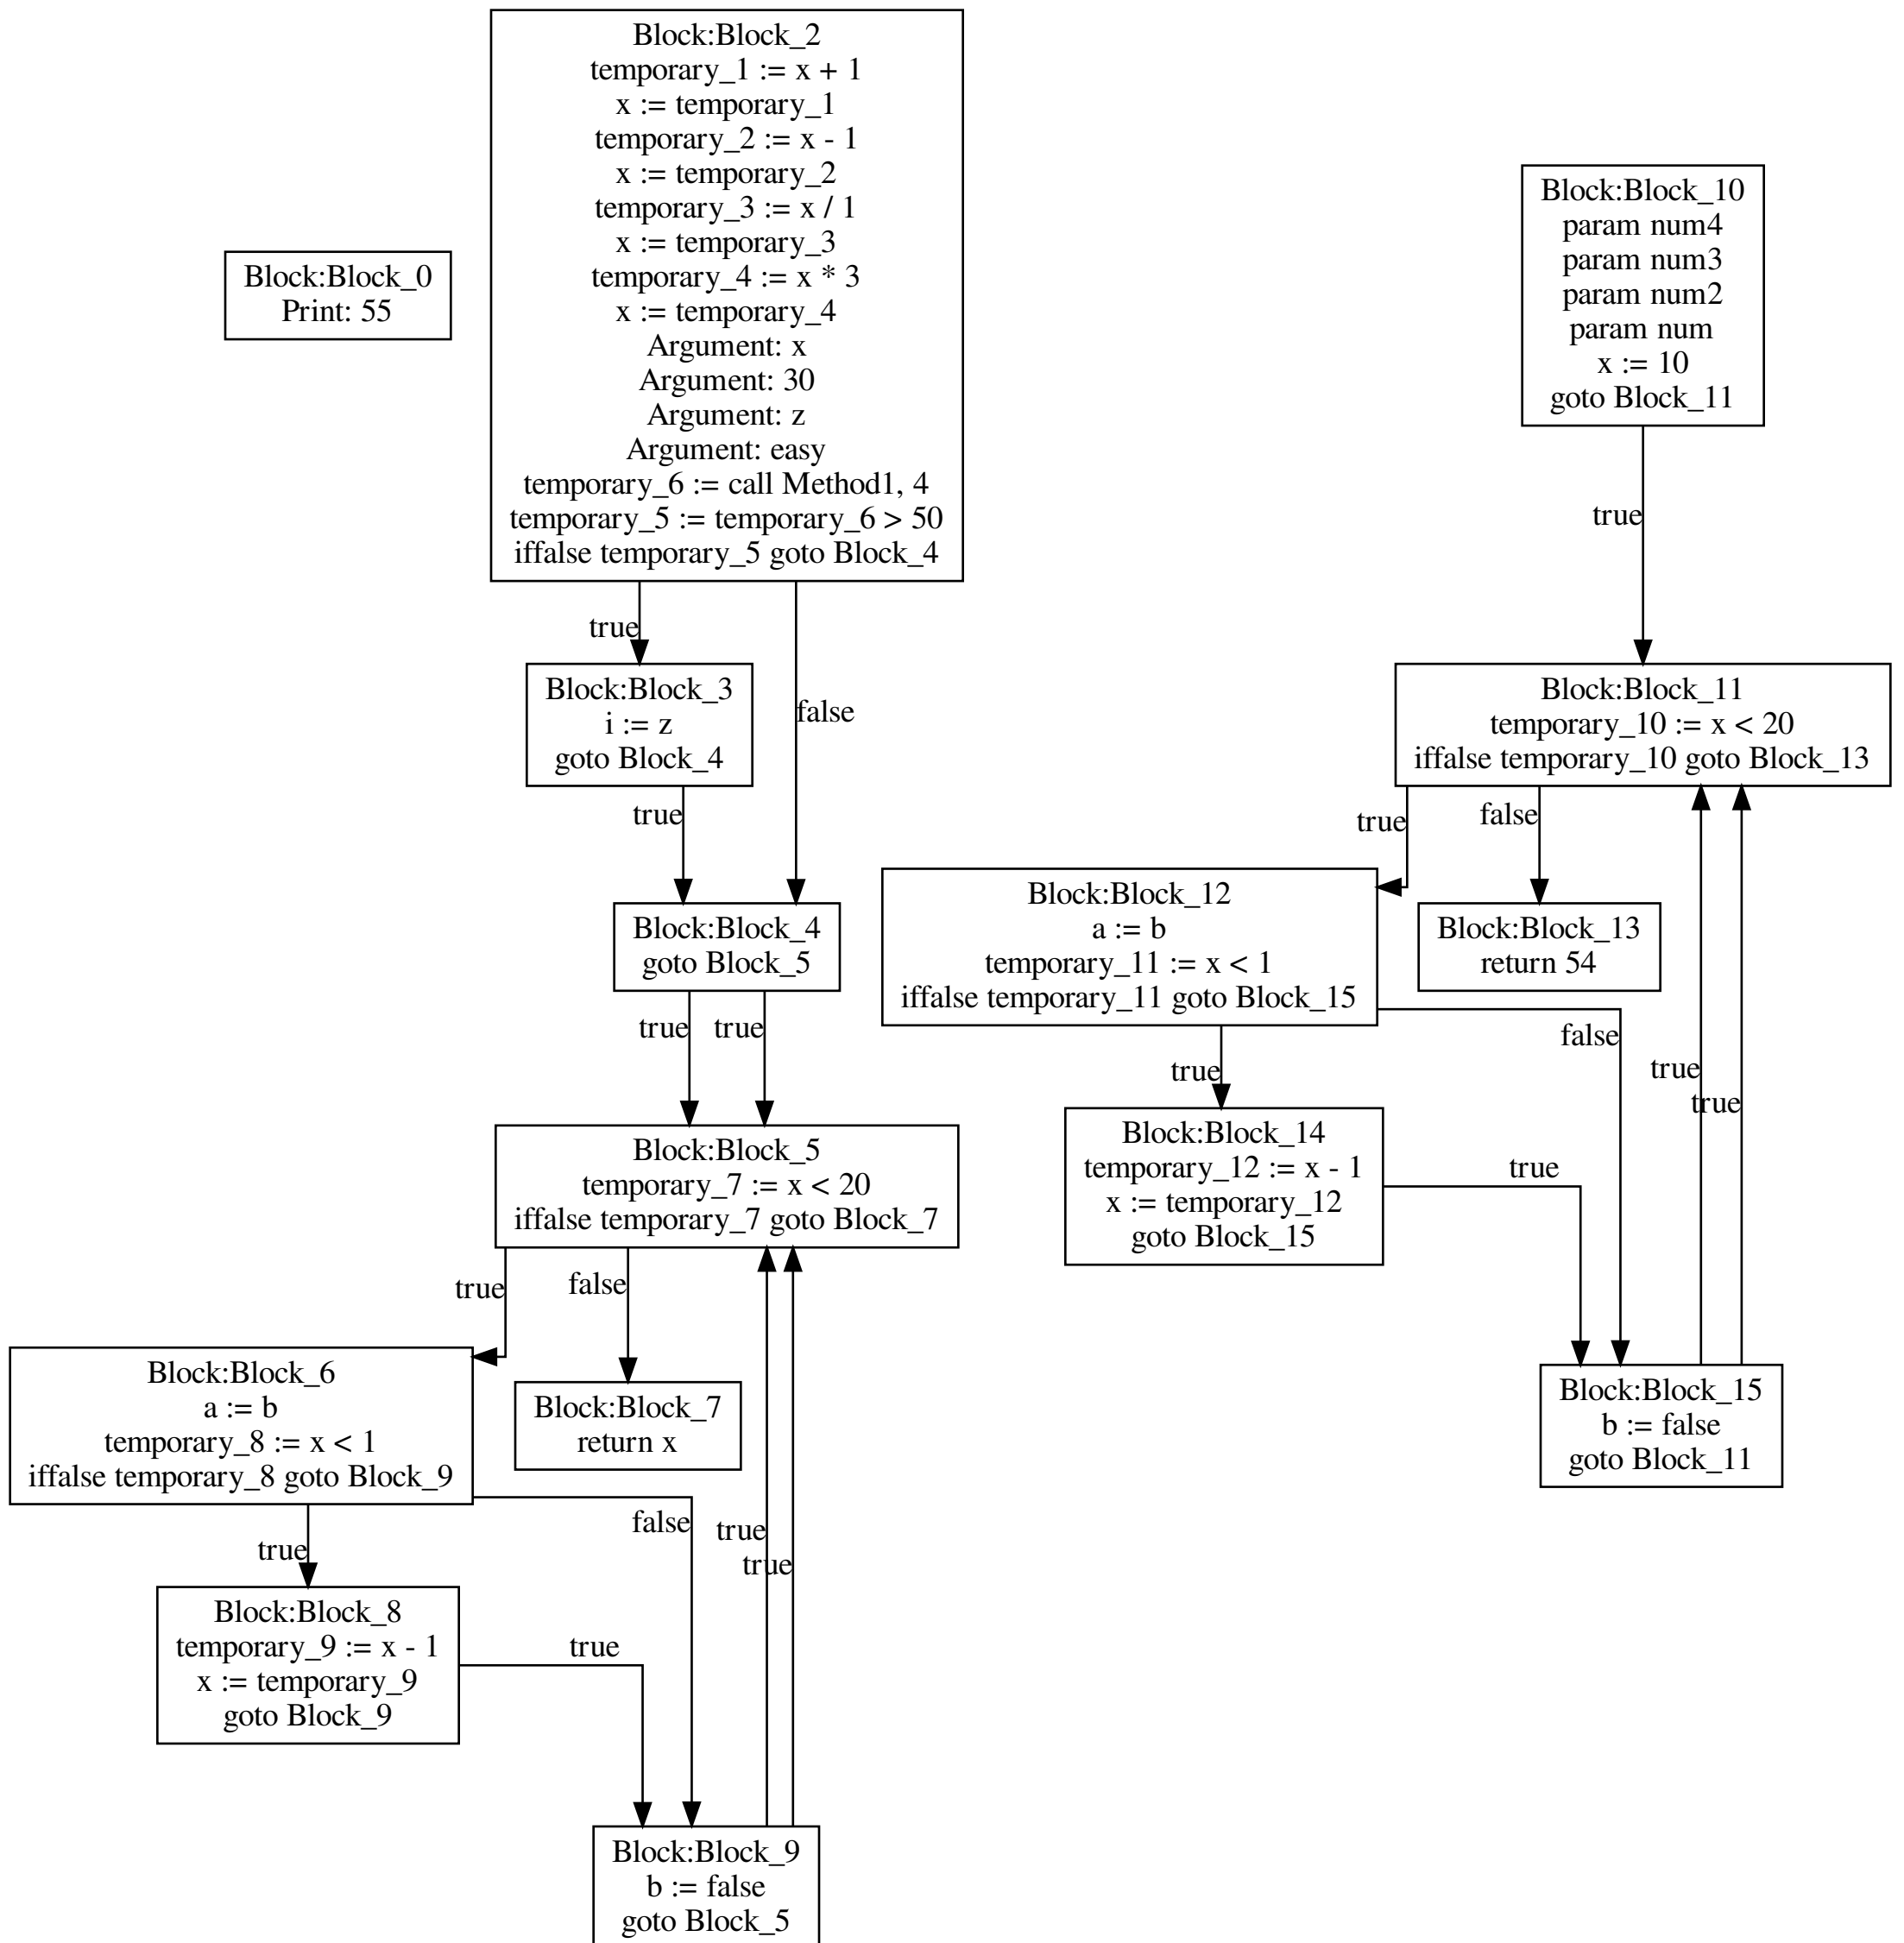 Block:Block_0
Print: 55
Block:Block_2
temporary_1 := x + 1
x := temporary_1
temporary_2 := x - 1
x := temporary_2
temporary_3 := x / 1
x := temporary_3
temporary_4 := x * 3
x := temporary_4
Argument: x
Argument: 30
Argument: z
Argument: easy
temporary_6 := call Method1, 4
temporary_5 := temporary_6 > 50
iffalse temporary_5 goto Block_4
true
false
Block:Block_3
i := z
goto Block_4
true
Block:Block_4
goto Block_5
true
true
Block:Block_5
temporary_7 := x < 20
iffalse temporary_7 goto Block_7
true
false
Block:Block_6
a := b
temporary_8 := x < 1
iffalse temporary_8 goto Block_9
Block:Block_7
return x
true
false
true
true
Block:Block_8
temporary_9 := x - 1
x := temporary_9
goto Block_9
true
Block:Block_9
b := false
goto Block_5
Block:Block_10
param num4
param num3
param num2
param num
x := 10
goto Block_11
true
Block:Block_11
temporary_10 := x < 20
iffalse temporary_10 goto Block_13
true
false
Block:Block_12
a := b
temporary_11 := x < 1
iffalse temporary_11 goto Block_15
Block:Block_13
return 54
true
false
true
true
Block:Block_14
temporary_12 := x - 1
x := temporary_12
goto Block_15
true
Block:Block_15
b := false
goto Block_11